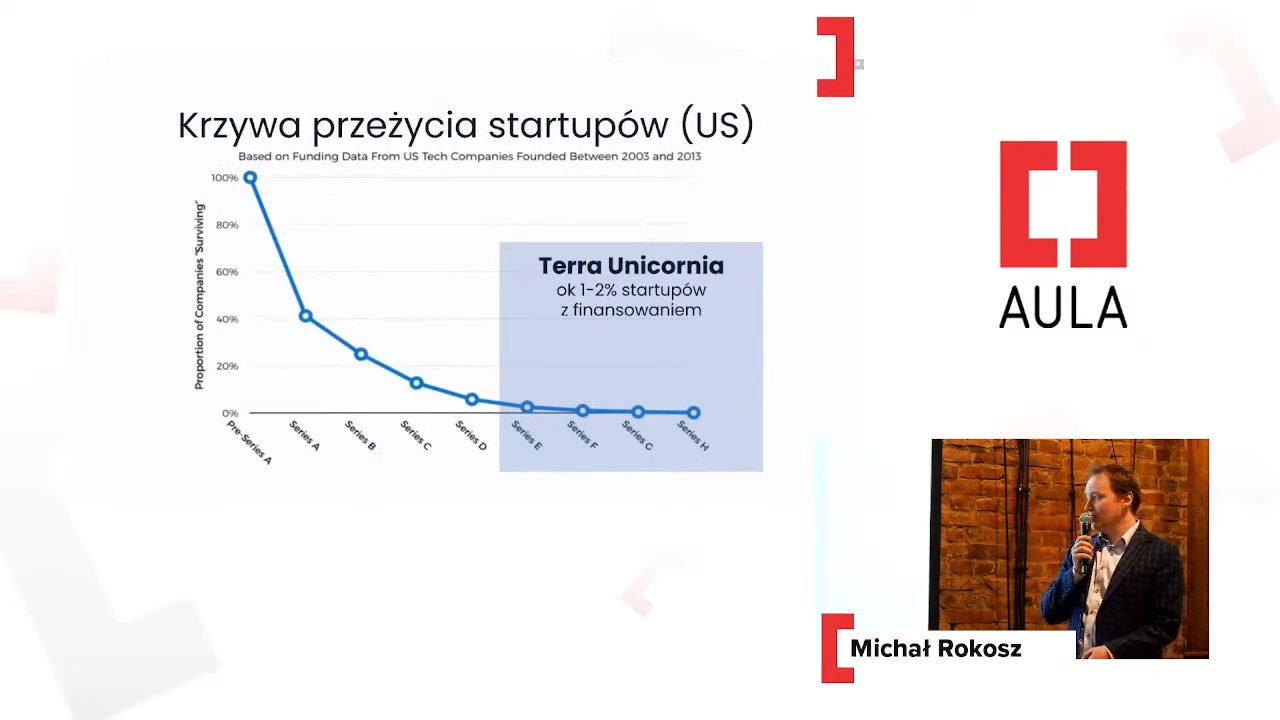 Krzywa przeżycia startupów (US)
Based on Funding Data From US Tech Companies Founded Between 2003 and 2013
Proportion of Companies "Surviving"
100%
80%
60%
40%
20%
0%
Pre-Series A
Series A
Series B
Series C
Series D
Series E
Series F
Series G
Series H
Terra Unicornia
ok 1-2% startupów
z finansowaniem
AULA
Michał Rokosz